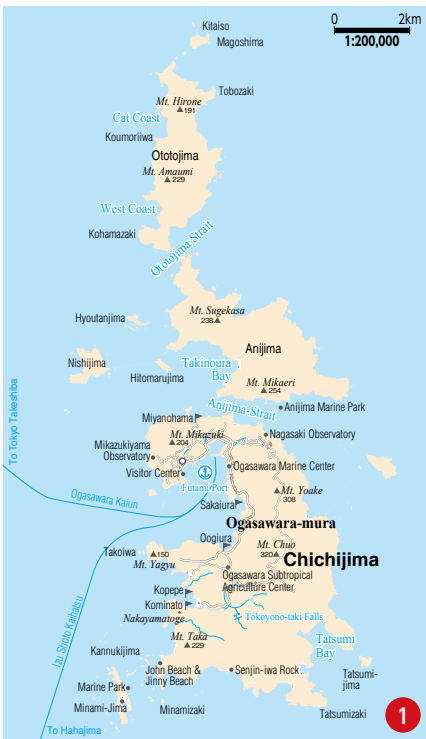 Kitaiso
Magoshima
0 2km
1:200,000
Tobozaki
Mt. Hirone
191
Cat Coast
Koumoriiwa
Ototojima
Mt. Amaumi
229
West Coast
Kohamazaki
Ototojima Strait
Mt. Sugekasa
238
Hyoutanjima
Anijima
Nishijima
Takinoura
Bay
Hitomarujima
Mt. Mikaeri
254
Anijima-Strait
Anijima Marine Park
Miyanohama
Mt. Mikazuki
204
Nagasaki Observatory
To Tokyo Takeshiba
Mikazukiyama
Observatory
Ogasawara Marine Center
Visitor Center
Futami Port
Mt. Yoake
308
Ogasawara Kaiun
Sakaiura
Ogasawara-mura
Oogiura
Takoiwa
150
Mt. Yagyu
Mt. Chuo
320
Chichijima
Ogasawara Subtropical
Agriculture Center
Kopepe
Kominato
Nakayamatoge
Tokoyono-taki Falls
Izu Shoto Kaihatsu
Mt. Taka
229
Tatsumi
Bay
Kannukijima
John Beach &
Jinny Beach
Senjin-iwa Rock
Tatsumi-
jima
Marine Park
Minami-Jima
Minamizaki
Tatsumizaki
To Hahajima
1